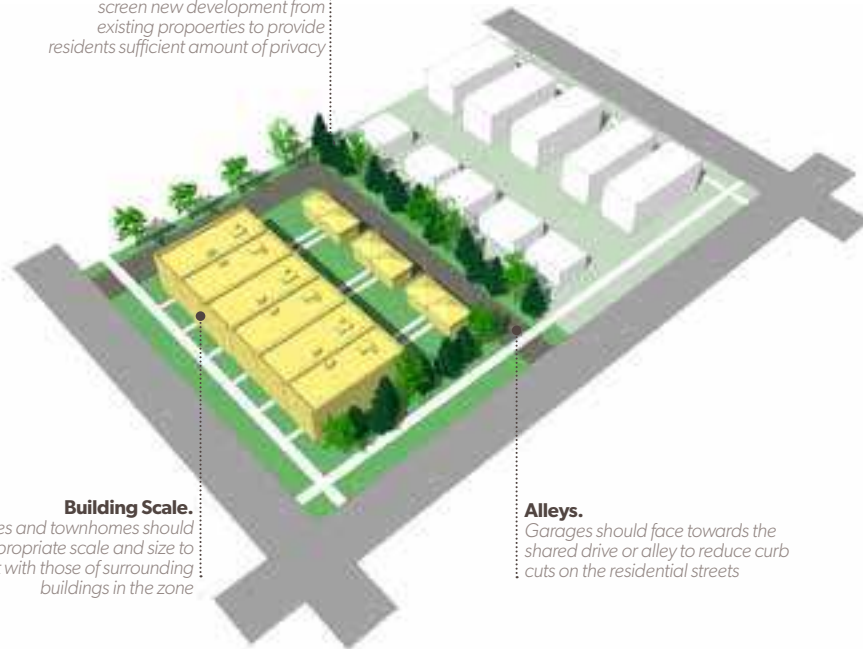 screen new development from
existing propoerties to provide
residents sufficient amount of privacy
Building Scale.
and townhomes should
scale and size to
with those of surrounding
buildings in the zone
Alleys.
Garages should face towards the
shared drive or alley to reduce curb
cuts on the residential streets